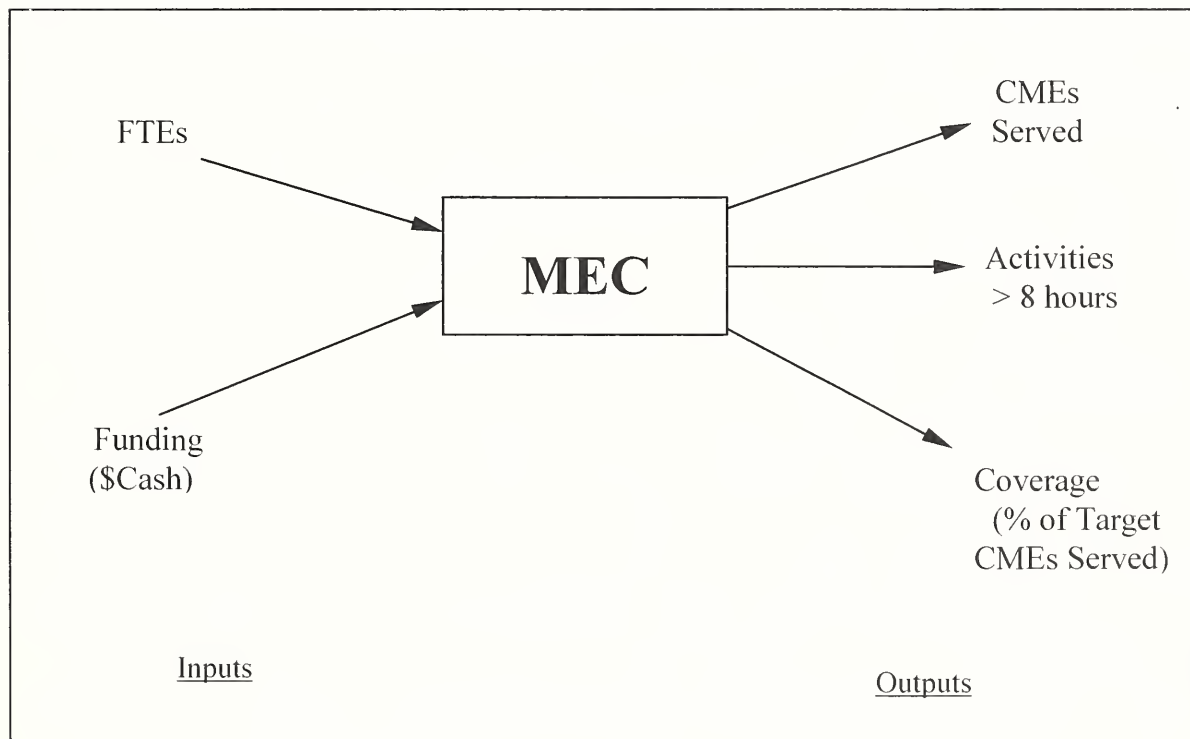 FTEs
Funding
($Cash)
MEC
CMEs
Served
Activities
> 8 hours
Coverage
(% of Target
CMEs Served)
Inputs
Outputs